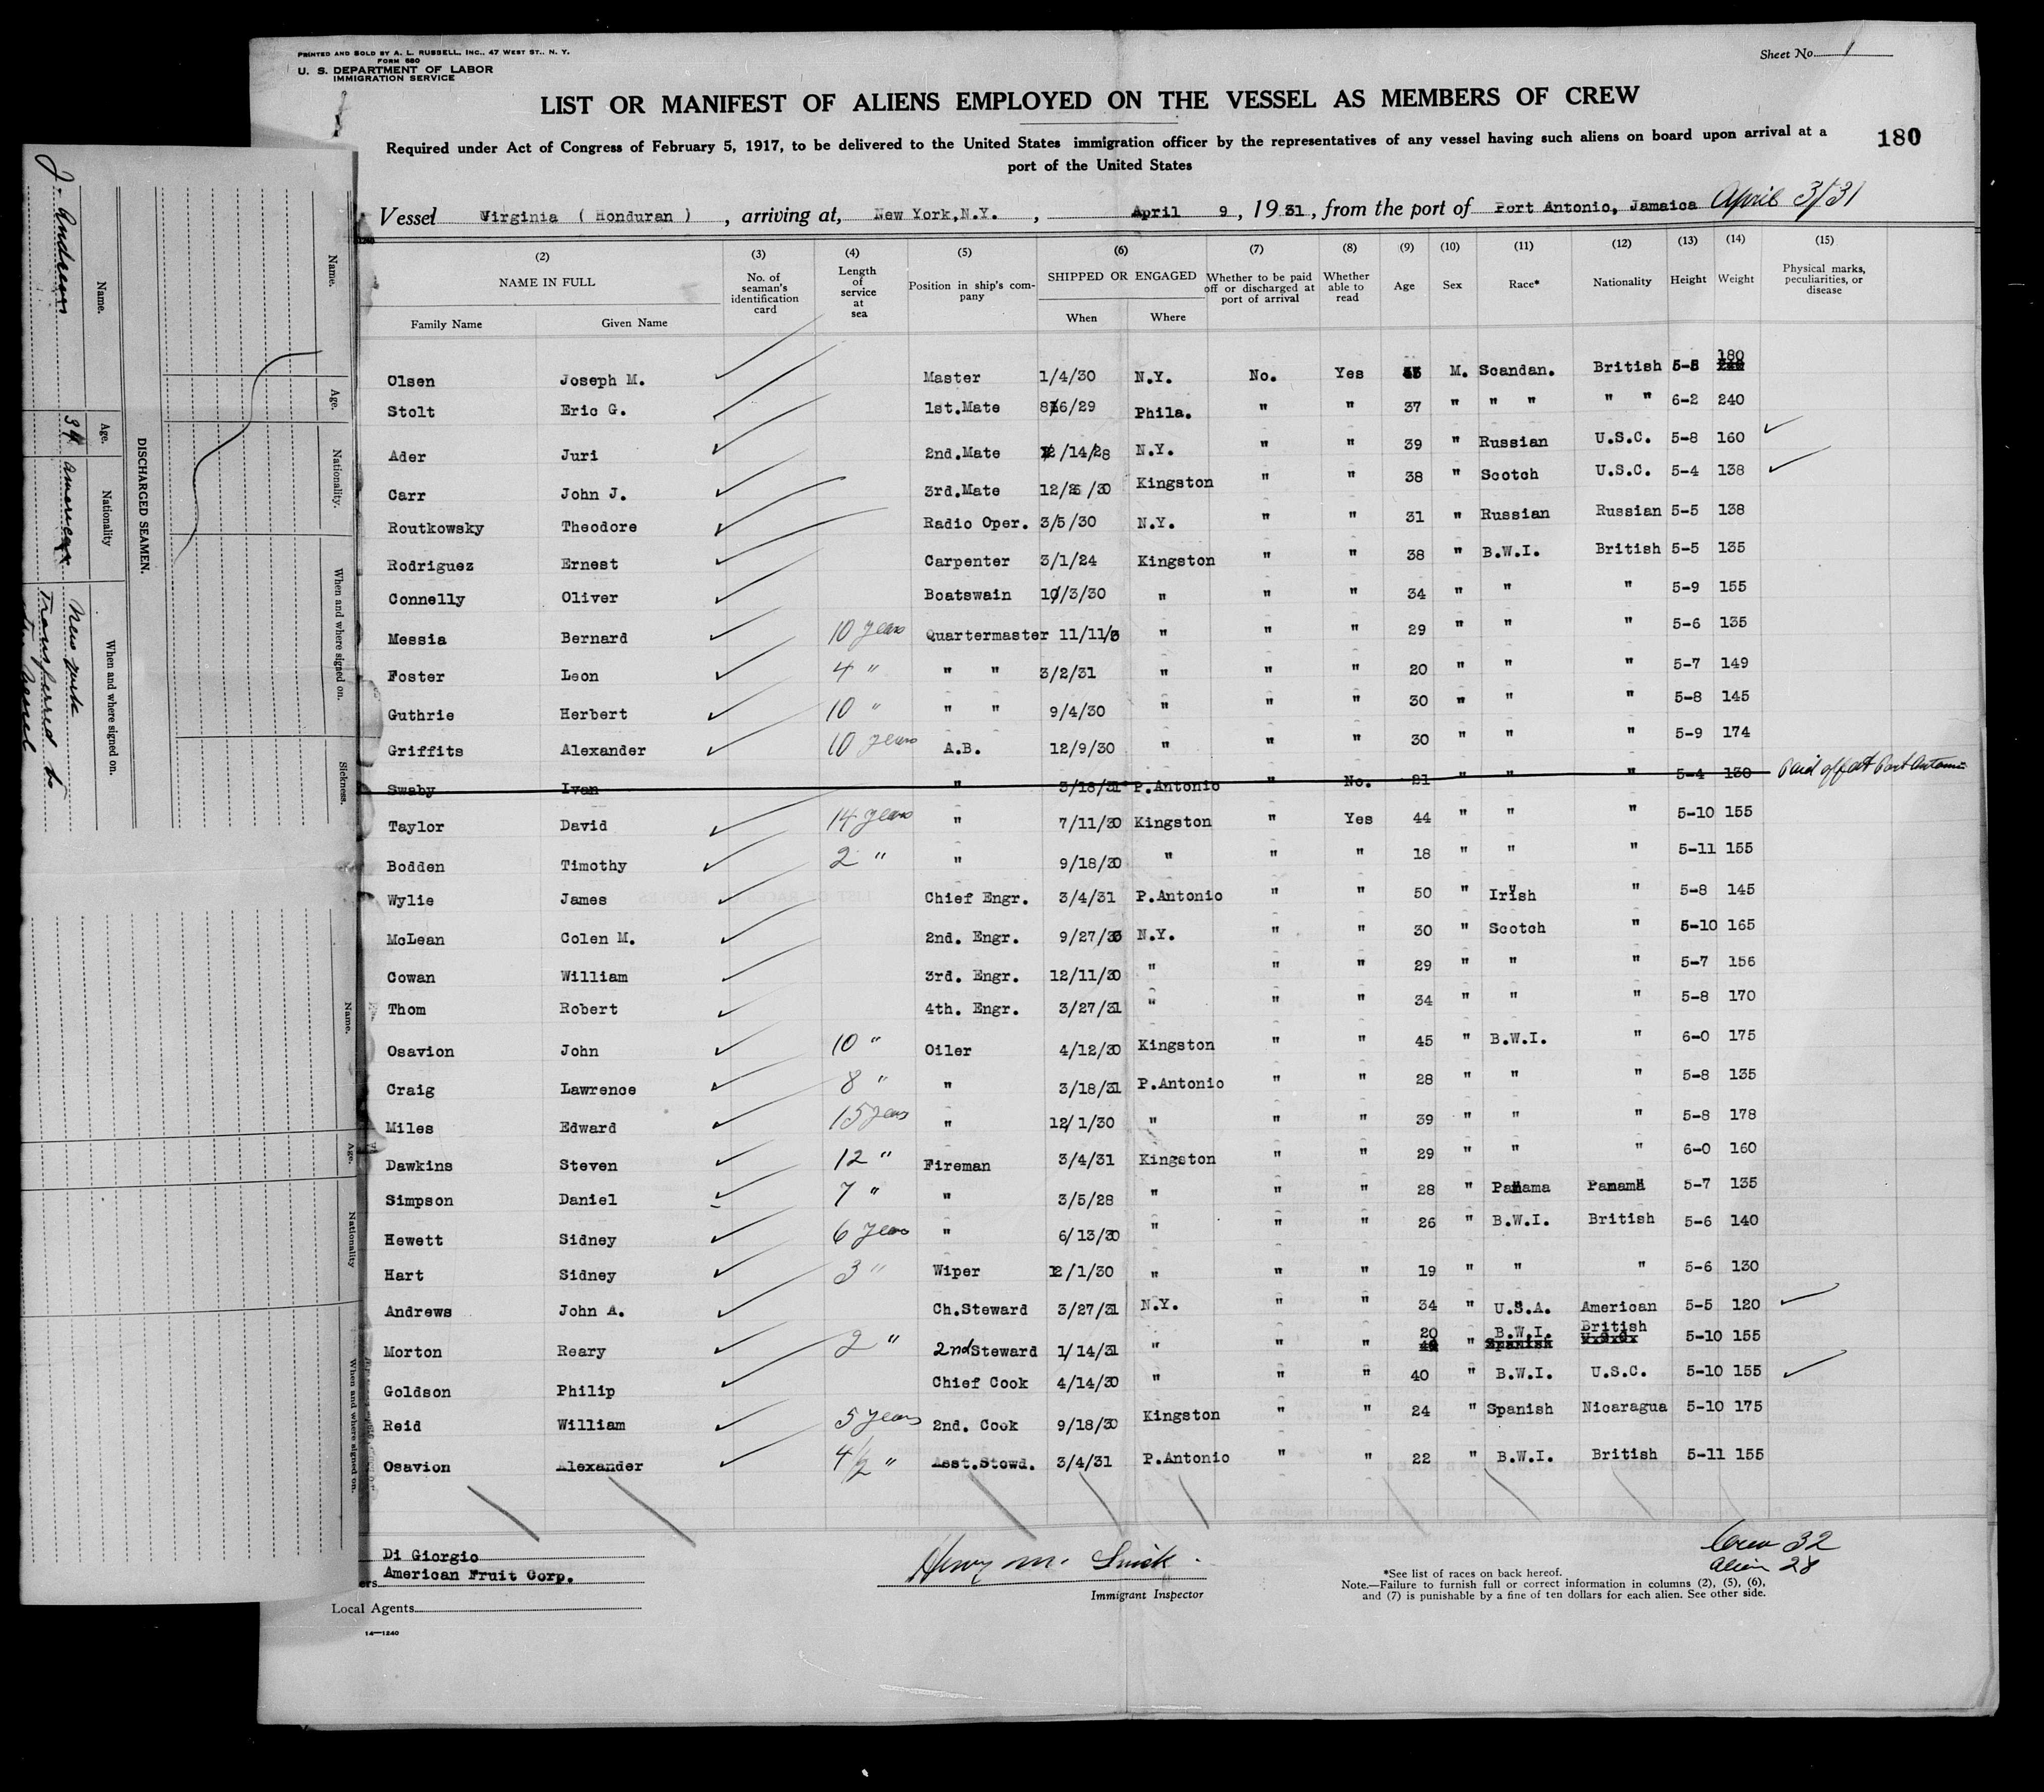 PRINTED AND SOLD BY A. L. RUSSELL, INC., 47 WEST ST., N. Y.
FORM 680
U. S. DEPARTMENT OF LABOR
IMMIGRATION SERVICE
Sheet No. 1
LIST OR MANIFEST OF ALIENS EMPLOYED ON THE VESSEL AS MEMBERS OF CREW
Required under Act of Congress of February 5, 1917, to be delivered to the United States immigration officer by the representatives of any vessel having such aliens on board upon arrival at a
port of the United States
180
Vessel Virginia ( Honduran ) , arriving at, New York,N.Y. , April 9 , 19 31 , from the port of Port Antonio, Jamaica April 3/31
(2) (3) (4) (5) (6) (7) (8) (9) (10) (11) (12) (13) (14) (15)
NAME IN FULL No. of seaman's identification card Length of service at sea Position in ship's company SHIPPED OR ENGAGED Whether to be paid off or discharged at port of arrival Whether able to read Age Sex Race* Nationality Height Weight Physical marks, peculiarities, or disease
Family Name Given Name When Where
Olsen Joseph M. Master 1/4/30 N.Y. No. Yes M. Scandan. British 5-8 180
Stolt Eric G. 1st.Mate 8/6/29 Phila. " " 37 " " " " " 6-2 240
Ader Juri 2nd.Mate 12/14/28 N.Y. " " 39 " Russian U.S.C. 5-8 160
Carr John J. 3rd.Mate 12/26/30 Kingston " " 38 " Scotch U.S.C. 5-4 138
Routkowsky Theodore Radio Oper. 3/5/30 N.Y. " " 31 " Russian Russian 5-5 138
Rodriguez Ernest Carpenter 3/1/24 Kingston " " 38 " B.W.I. British 5-5 135
Connelly Oliver Boatswain 10/3/30 " " " 34 " " " 5-9 155
Messia Bernard 10 years Quartermaster 11/11/3 " " " 29 " " " 5-6 135
Foster Leon 4 " " " 3/2/31 " " " 20 " " " 5-7 149
Guthrie Herbert 10 " " " 9/4/30 " " " 30 " " " 5-8 145
Griffits Alexander 10 years A.B. 12/9/30 " " " 30 " " " 5-9 174
Swaby Ivan " 3/18/31 P.Antonio " No. 21 " " " 5-4 130 Paid off at Port Antonio
Taylor David 14 years " 7/11/30 Kingston " Yes 44 " " " 5-10 155
Bodden Timothy 2 " " 9/18/30 " " " 18 " " " 5-11 155
Wylie James Chief Engr. 3/4/31 P.Antonio " " 50 " Irish " 5-8 145
McLean Colen M. 2nd. Engr. 9/27/30 N.Y. " " 30 " Scotch " 5-10 165
Cowan William 3rd. Engr. 12/11/30 " " " 29 " " " 5-7 156
Thom Robert 4th. Engr. 3/27/31 " " " 34 " " " 5-8 170
Osavion John 10 " Oiler 4/12/30 Kingston " " 45 " B.W.I. " 6-0 175
Craig Lawrence 8 " " 3/18/31 P.Antonio " " 28 " " " 5-8 135
Miles Edward 15 years " 12/1/30 " " " 39 " " " 5-8 178
Dawkins Steven 12 " Fireman 3/4/31 Kingston " " 29 " " " 6-0 160
Simpson Daniel 7 " " 3/5/28 " " " 28 " Panama Panama 5-7 135
Hewett Sidney 6 years " 6/13/30 " " " 26 " B.W.I. British 5-6 140
Hart Sidney 3 " Wiper 12/1/30 " " " 19 " " " 5-6 130
Andrews John A. Ch.Steward 3/27/31 N.Y. " " 34 " U.S.A. American 5-5 120
Morton Reary 2 " 2nd Steward 1/14/31 " " " 20 " B.W.I. Spanish British 5-10 155
Goldson Philip Chief Cook 4/14/30 " " " 40 " B.W.I. U.S.C. 5-10 155
Reid William 5 years 2nd. Cook 9/18/30 Kingston " " 24 " Spanish Nicaragua 5-10 175
Osavion Alexander 4 1/2 " Asst.Stewd. 3/4/31 P.Antonio " " 22 " B.W.I. British 5-11 155
Di Giorgio
American Fruit Corp.
ers
Local Agents
14—1240
Henry M.
Immigrant Inspector
Crew 32
Alien 28
*See list of races on back hereof.
Note.—Failure to furnish full or correct information in columns (2), (5), (6),
and (7) is punishable by a fine of ten dollars for each alien. See other side.
DISCHARGED SEAMEN.
Name. Age. Nationality When and where signed on.
J. Andrews 34 American New York
Transferred to
Vessel
Name. Age. Nationality. When and where signed on. Sickness.
Name. Age. Nationality When and where signed on.